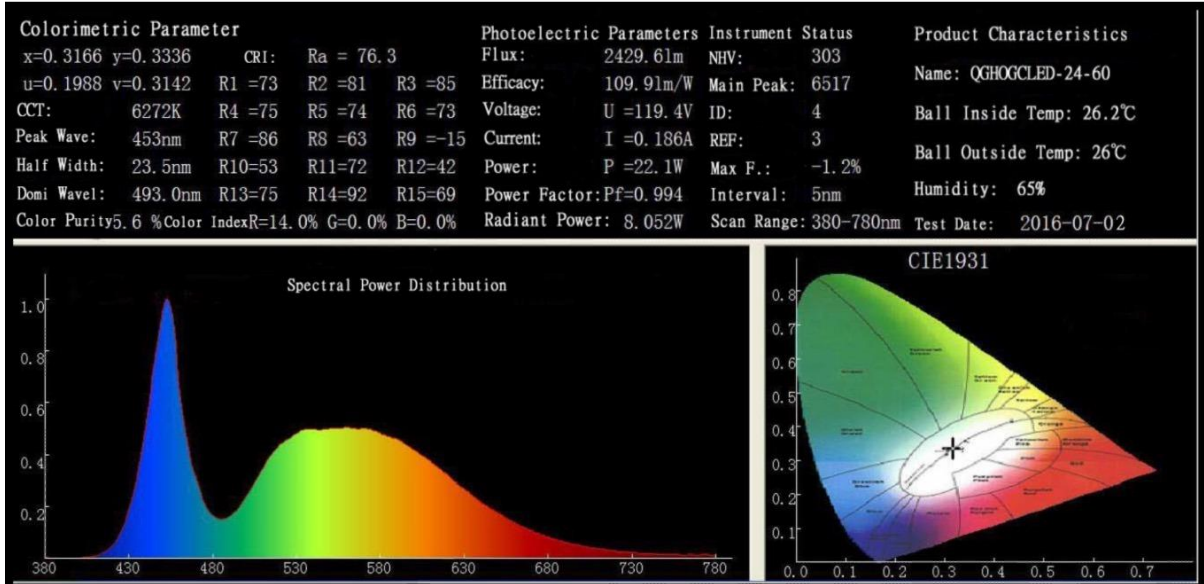 Colorimetric Parameter
x=0.3166 y=0.3336 CRI: Ra = 76.3
u=0.1988 v=0.3142 R1 =73 R2 =81 R3 =85
CCT: 6272K R4 =75 R5 =74 R6 =73
Peak Wave: 453nm R7 =86 R8 =63 R9 =-15
Half Width: 23.5nm R10=53 R11=72 R12=42
Domi Wavel: 493.0nm R13=75 R14=92 R15=69
Color Purity5.6 %Color IndexR=14.0% G=0.0% B=0.0%
Photoelectric Parameters
Flux: 2429.61m
Efficacy: 109.91m/W
Voltage: U =119.4V
Current: I =0.186A
Power: P =22.1W
Power Factor:Pf=0.994
Radiant Power: 8.052W
Instrument Status
NHV: 303
Main Peak: 6517
ID: 4
REF: 3
Max F.: -1.2%
Interval: 5nm
Scan Range: 380-780nm
Product Characteristics
Name: QGHOGCLED-24-60
Ball Inside Temp: 26.2℃
Ball Outside Temp: 26℃
Humidity: 65%
Test Date: 2016-07-02
Spectral Power Distribution
1.0
0.8
0.6
0.4
0.2
380 430 480 530 580 630 680 730 780
CIE1931
0.8
0.7
0.6
0.5
0.4
0.3
0.2
0.1
0.0 0.1 0.2 0.3 0.4 0.5 0.6 0.7